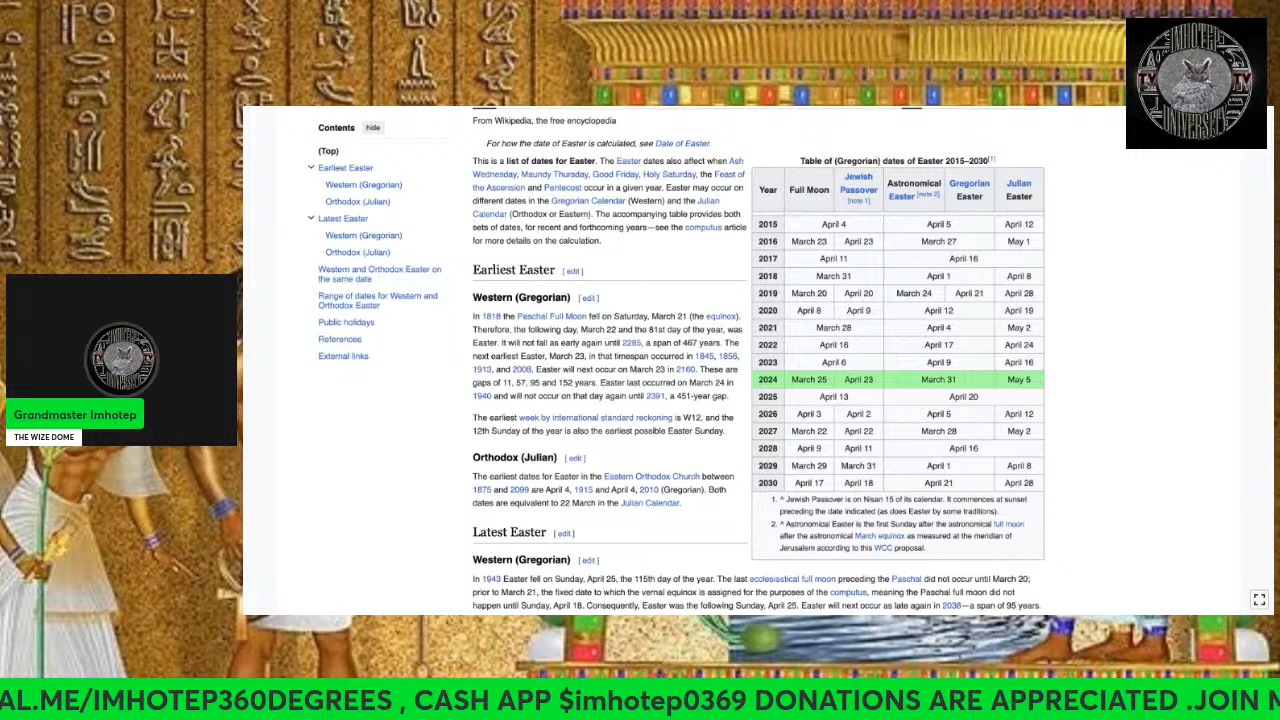 IMHOTEP
TV
UNIVERSITY
From Wikipedia, the free encyclopedia
Contents hide
(Top)
Earliest Easter
Western (Gregorian)
Orthodox (Julian)
Latest Easter
Western (Gregorian)
Orthodox (Julian)
Western and Orthodox Easter on
the same date
Range of dates for Western and
Orthodox Easter
Public holidays
References
External links
For how the date of Easter is calculated, see Date of Easter.
This is a list of dates for Easter. The Easter dates also affect when Ash
Wednesday, Maundy Thursday, Good Friday, Holy Saturday, the Feast of
the Ascension and Pentecost occur in a given year. Easter may occur on
different dates in the Gregorian Calendar (Western) and the Julian
Calendar (Orthodox or Eastern). The accompanying table provides both
sets of dates, for recent and forthcoming years—see the computus article
for more details on the calculation.
Earliest Easter [ edit ]
Western (Gregorian) [ edit ]
In 1818 the Paschal Full Moon fell on Saturday, March 21 (the equinox).
Therefore, the following day, March 22 and the 81st day of the year, was
Easter. It will not fall as early again until 2285, a span of 467 years. The
next earliest Easter, March 23, in that timespan occurred in 1845, 1856,
1913, and 2008. Easter will next occur on March 23 in 2160. These are
gaps of 11, 57, 95 and 152 years. Easter last occurred on March 24 in
1940 and will not occur on that day again until 2391, a 451-year gap.
The earliest week by international standard reckoning is W12, and the
12th Sunday of the year is also the earliest possible Easter Sunday.
Orthodox (Julian) [ edit ]
The earliest dates for Easter in the Eastern Orthodox Church between
1875 and 2099 are April 4, 1915 and April 4, 2010 (Gregorian). Both
dates are equivalent to 22 March in the Julian Calendar.
Latest Easter [ edit ]
Western (Gregorian) [ edit ]
In 1943 Easter fell on Sunday, April 25, the 115th day of the year. The last ecclesiastical full moon preceding the Paschal did not occur until March 20;
prior to March 21, the fixed date to which the vernal equinox is assigned for the purposes of the computus, meaning the Paschal full moon did not
happen until Sunday, April 18. Consequently, Easter was the following Sunday, April 25. Easter will next occur as late again in 2038—a span of 95 years.
Table of (Gregorian) dates of Easter 2015–2030[1]
Year Full Moon Jewish Passover [note 1] Astronomical Easter [note 2] Gregorian Easter Julian Easter
2015 April 4 April 5 April 12
2016 March 23 April 23 March 27 May 1
2017 April 11 April 16
2018 March 31 April 1 April 8
2019 March 20 April 20 March 24 April 21 April 28
2020 April 8 April 9 April 12 April 19
2021 March 28 April 4 May 2
2022 April 16 April 17 April 24
2023 April 6 April 9 April 16
2024 March 25 April 23 March 31 May 5
2025 April 13 April 20
2026 April 3 April 2 April 5 April 12
2027 March 22 April 22 March 28 May 2
2028 April 9 April 11 April 16
2029 March 29 March 31 April 1 April 8
2030 April 17 April 18 April 21 April 28
1. ^ Jewish Passover is on Nisan 15 of its calendar. It commences at sunset
preceding the date indicated (as does Easter by some traditions).
2. ^ Astronomical Easter is the first Sunday after the astronomical full moon
after the astronomical March equinox as measured at the meridian of
Jerusalem according to this WCC proposal.
Grandmaster Imhotep
THE WIZE DOME
AL.ME/IMHOTEP360DEGREES , CASH APP $imhotep0369 DONATIONS ARE APPRECIATED .JOIN